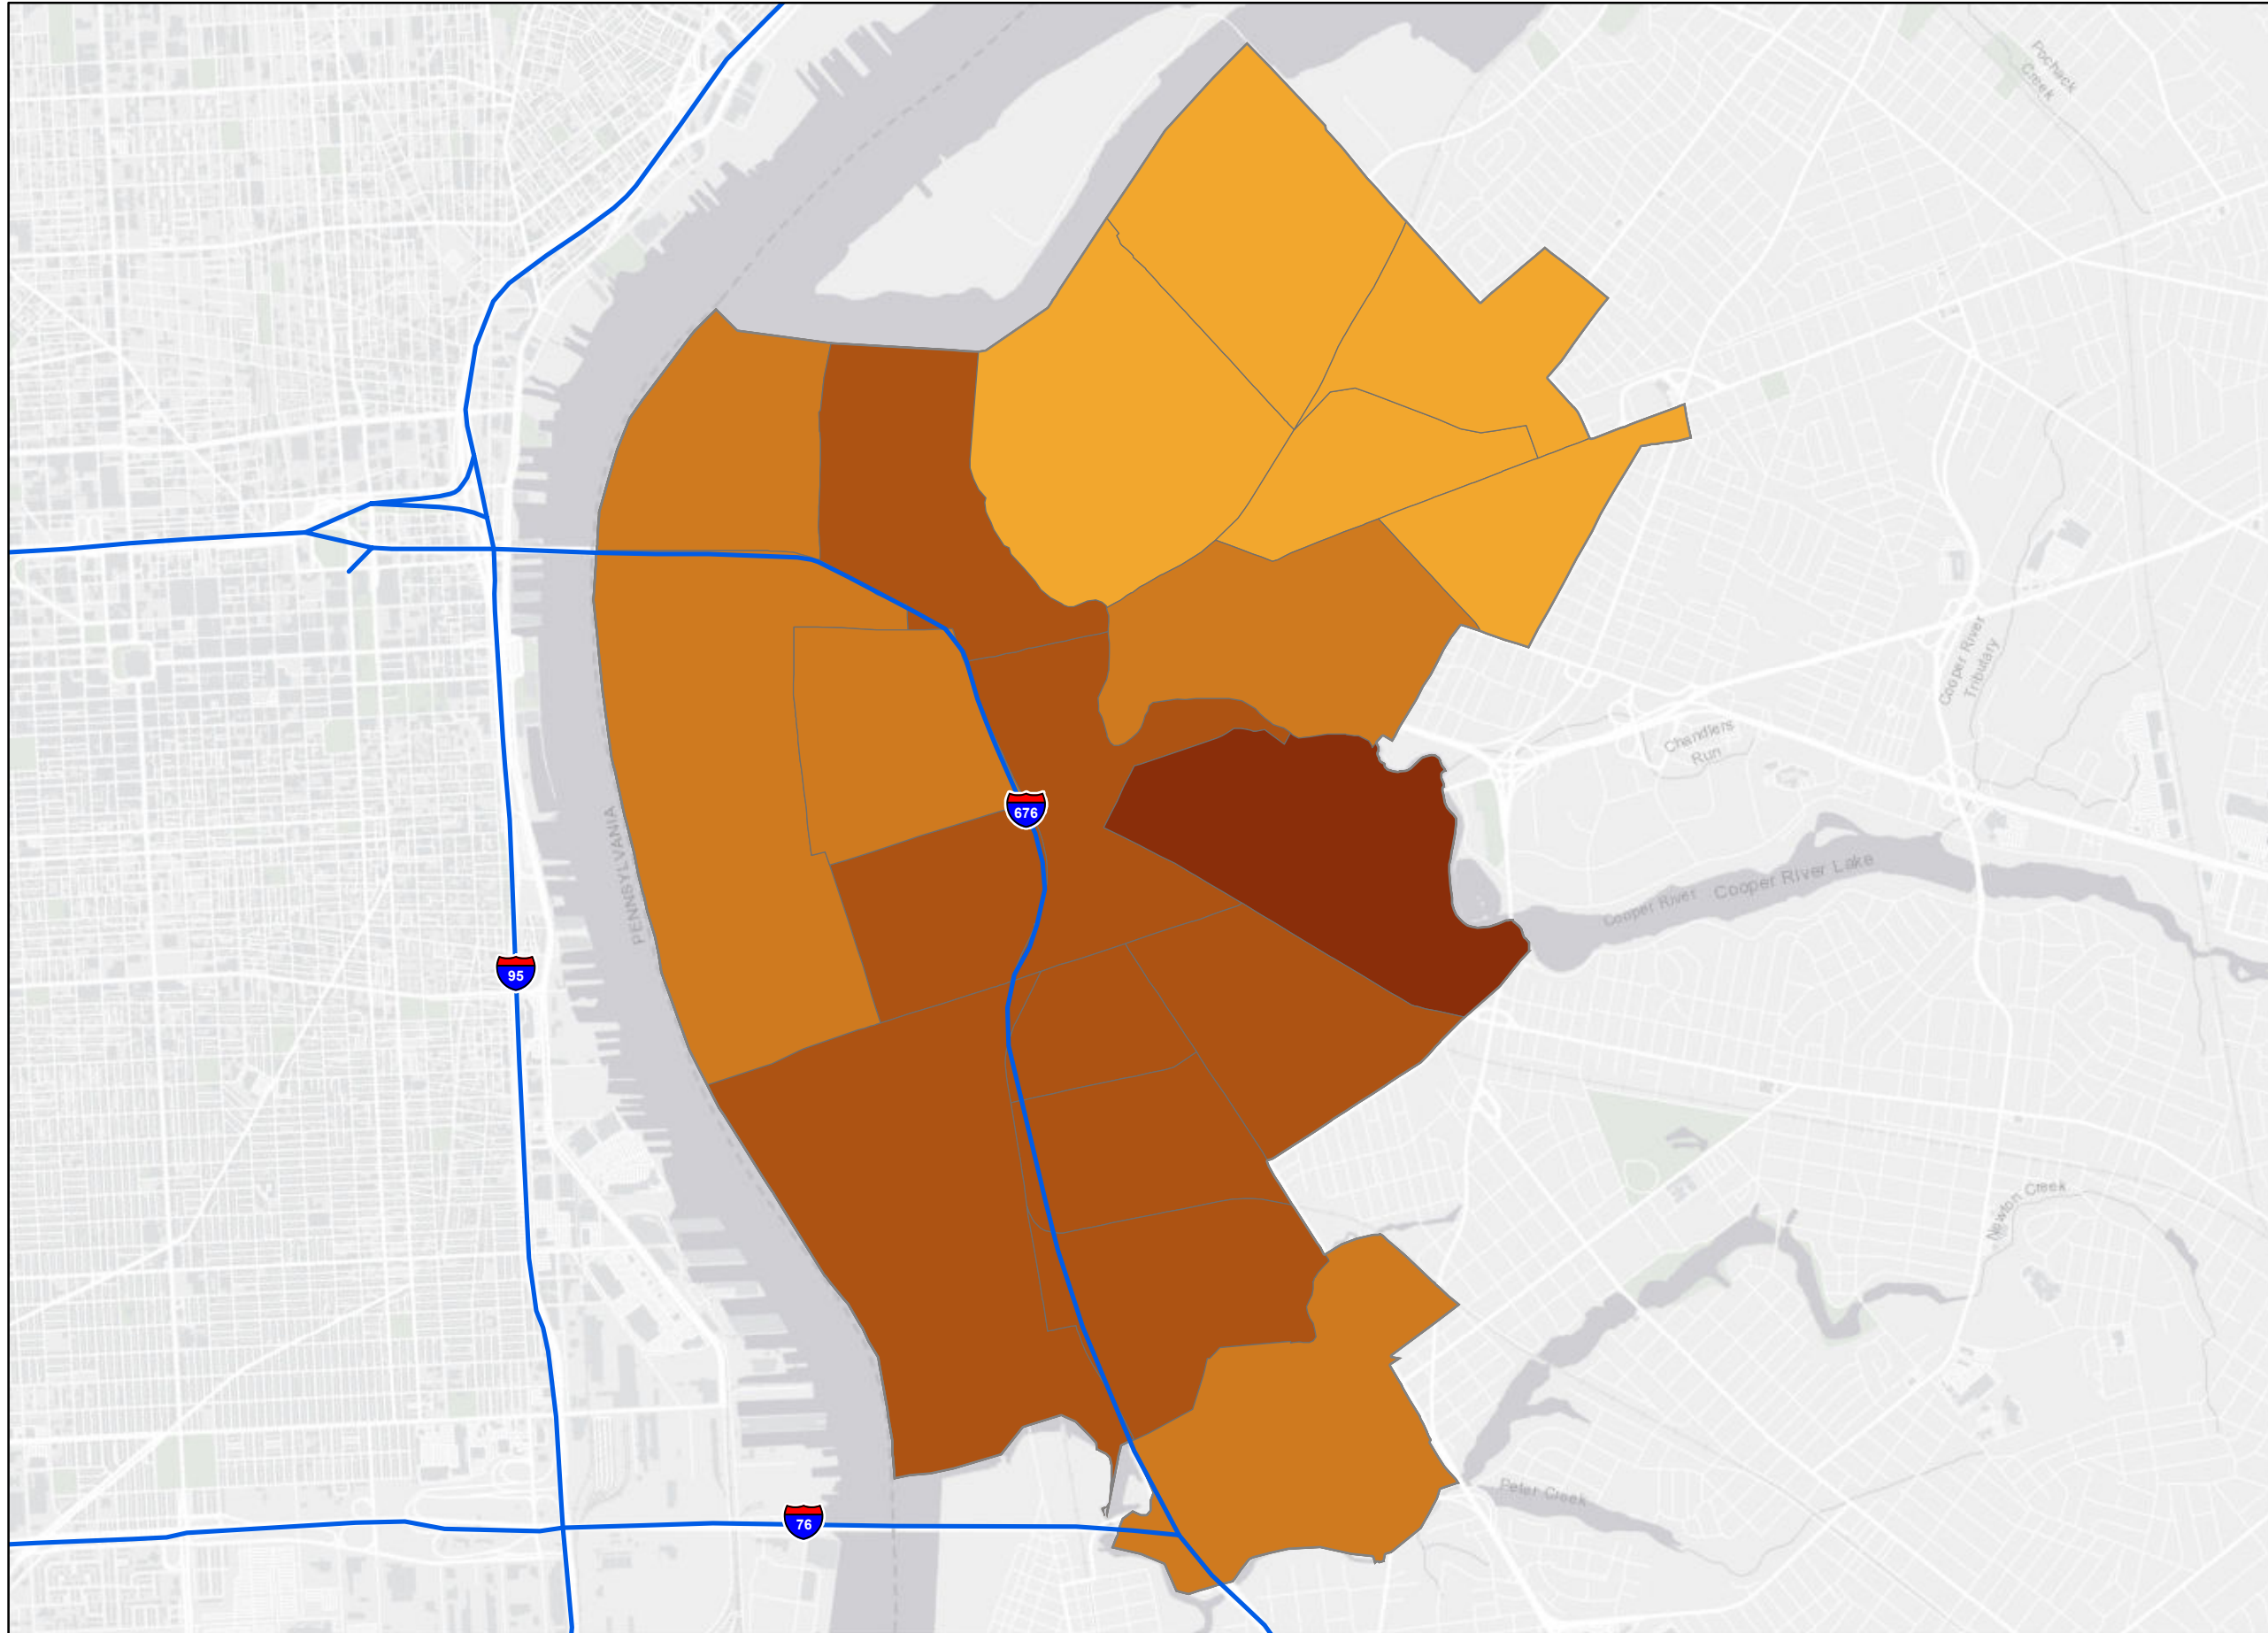 Pochack
Creek
Cooper River
Tributary
Chandlers
Run
676
PENNSYLVANIA
Cooper River
Cooper River Lake
95
Newton Creek
Peter Creek
76